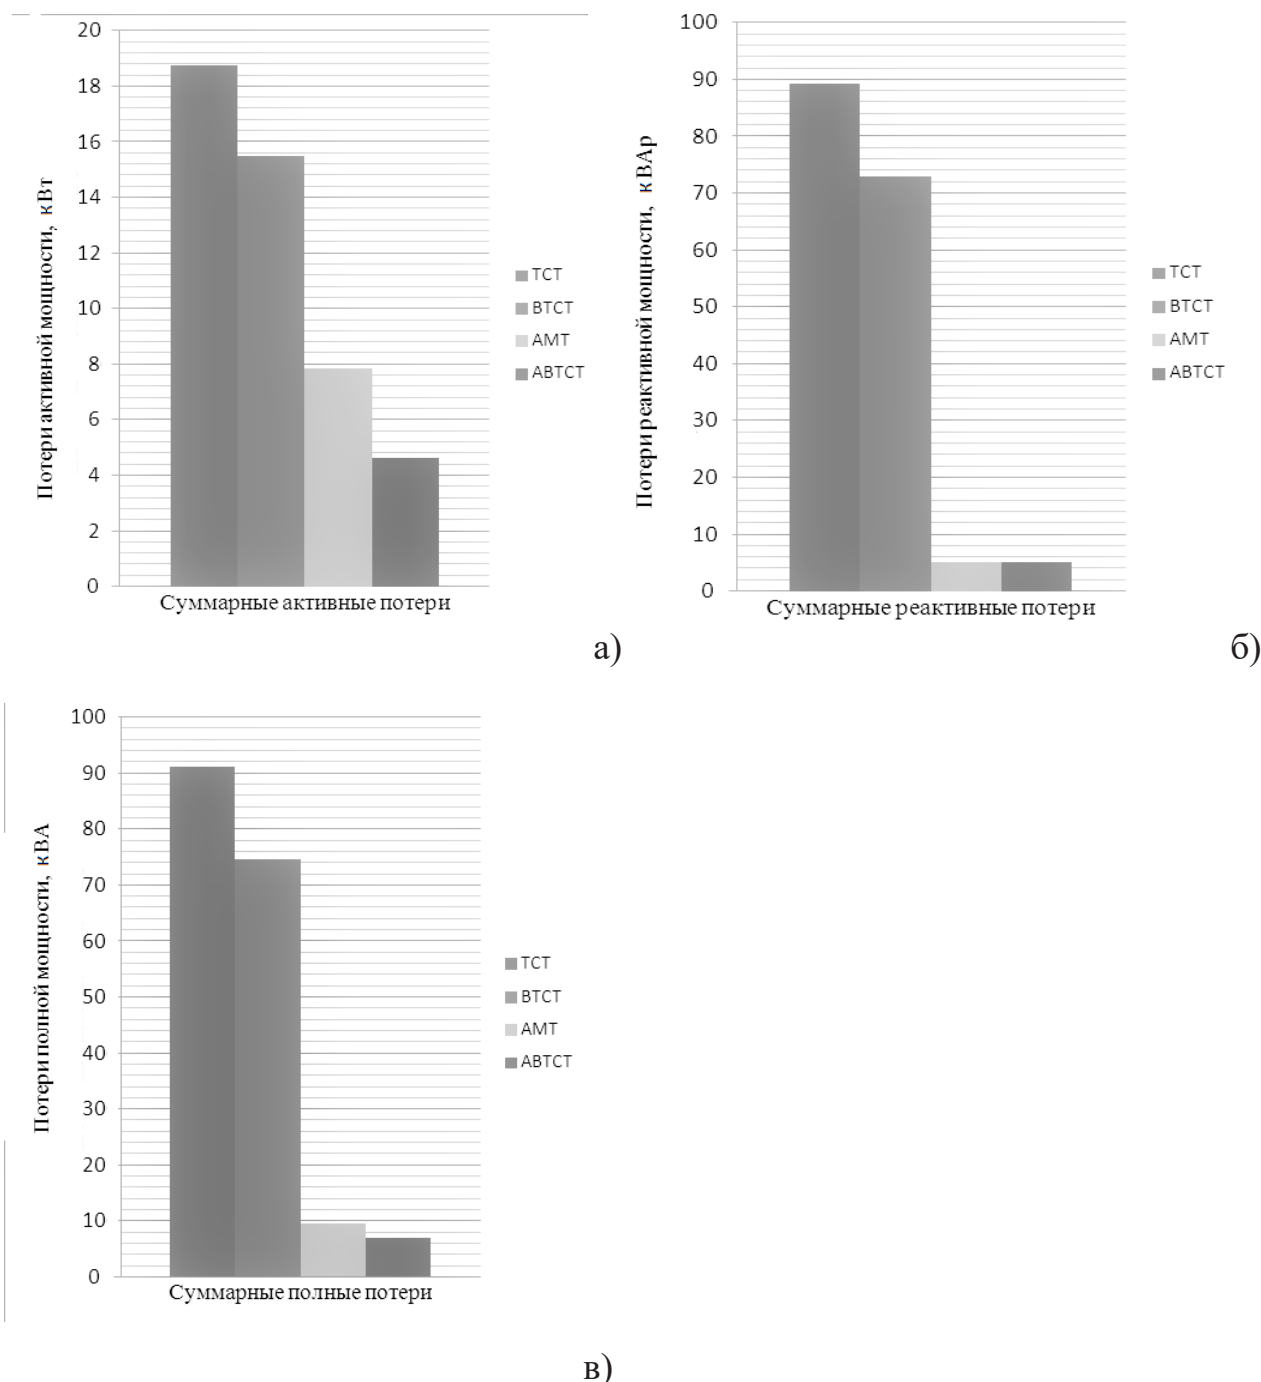 20
18
16
14
12
10
8
6
4
2
0
Потери активной мощности, кВт
Суммарные активные потери
ТСТ
ВТСТ
АМТ
АВТСТ
а)
100
90
80
70
60
50
40
30
20
10
0
Потери реактивной мощности, кВАр
Суммарные реактивные потери
ТСТ
ВТСТ
АМТ
АВТСТ
б)
100
90
80
70
60
50
40
30
20
10
0
Потери полной мощности, кВА
Суммарные полные потери
ТСТ
ВТСТ
АМТ
АВТСТ
в)